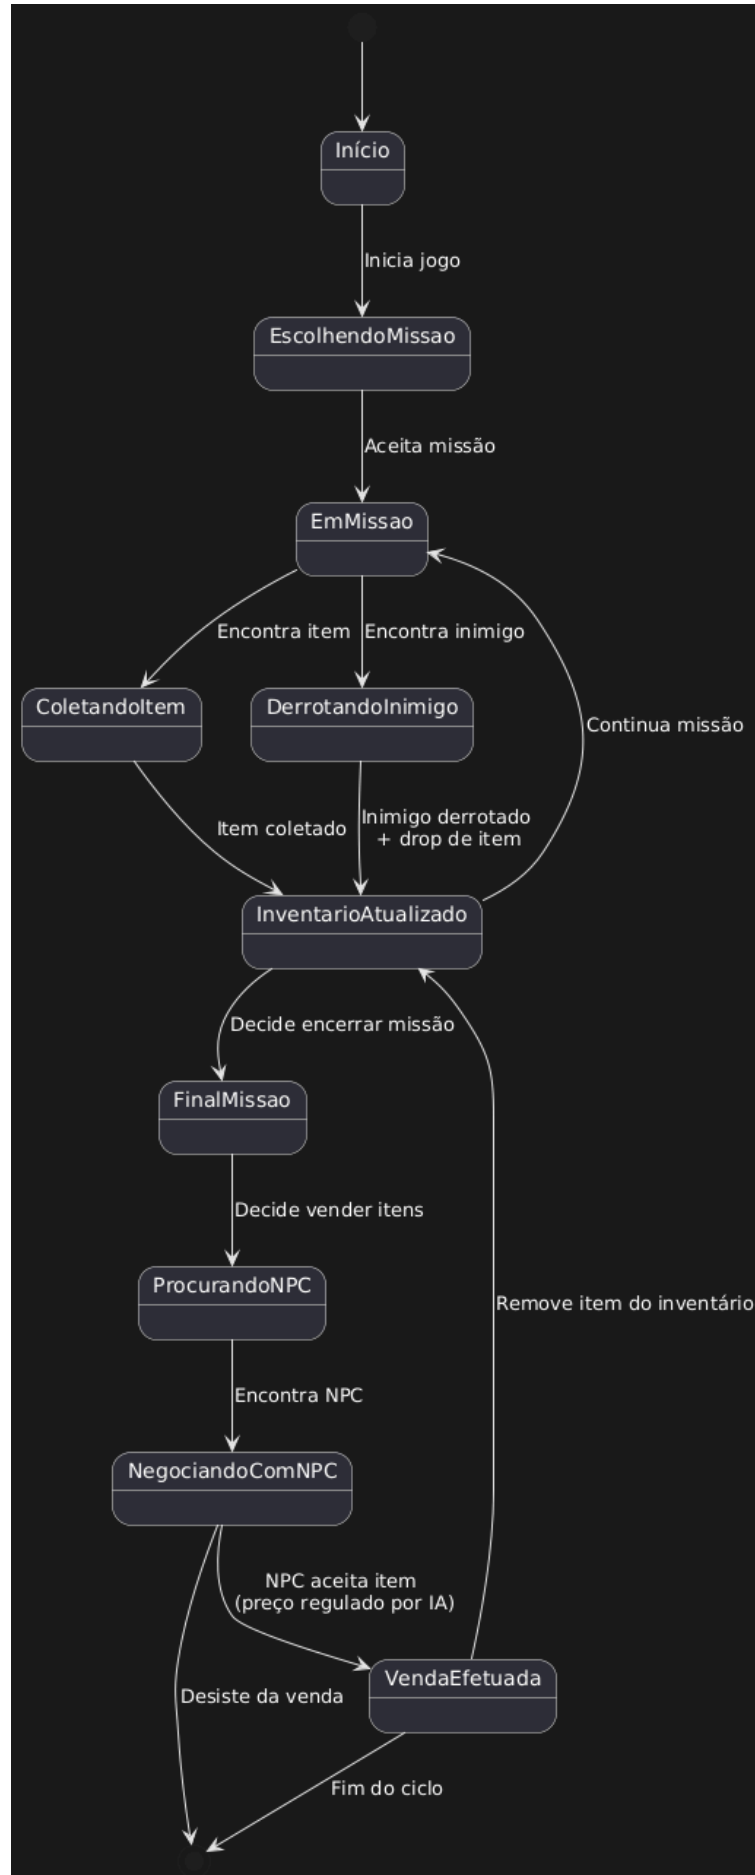 Início
Inicia jogo
EscolhendoMissao
Aceita missão
EmMissao
Encontra item
Encontra inimigo
ColetandoItem
DerrotandoInimigo
Continua missão
Item coletado
Inimigo derrotado
+ drop de item
InventarioAtualizado
Decide encerrar missão
FinalMissao
Decide vender itens
ProcurandoNPC
Remove item do inventário
Encontra NPC
NegociandoComNPC
NPC aceita item
(preço regulado por IA)
VendaEfetuada
Desiste da venda
Fim do ciclo